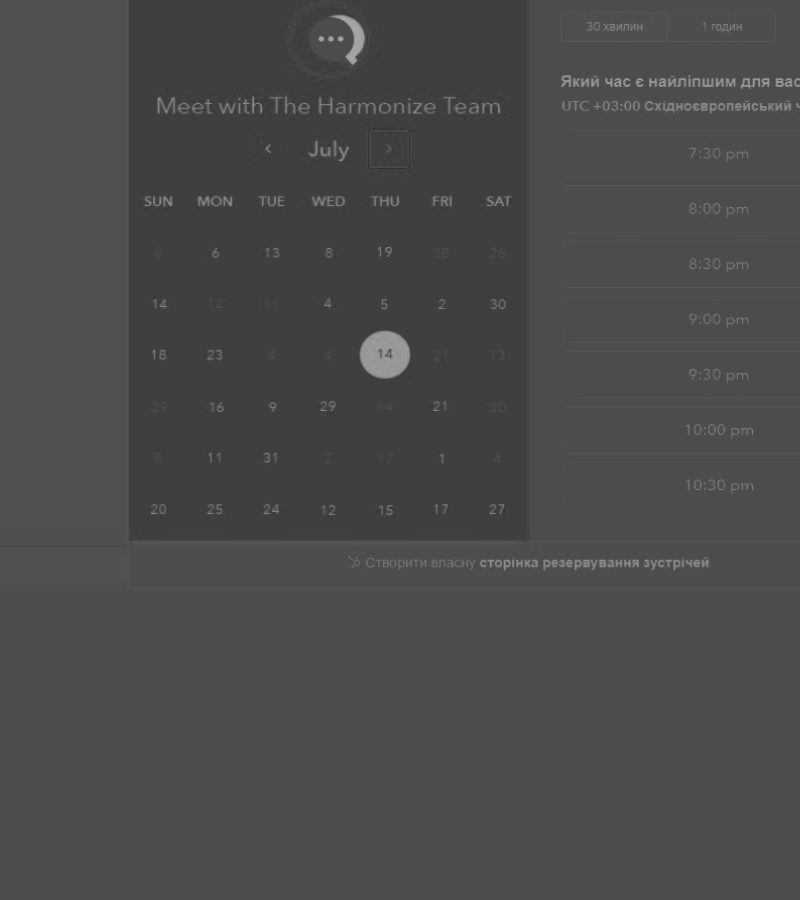 30 хвилин 1 годин
Meet with The Harmonize Team
Який час є найліпшим для вас
UTC +03:00 Східноєвропейський ч
‹ July ›
SUN MON TUE WED THU FRI SAT
6 6 13 8 19 28 26
14 12 11 4 5 2 30
18 23 4 4 14 21 13
29 16 9 29 14 21 20
5 11 31 2 17 1 4
20 25 24 12 15 17 27
7:30 pm
8:00 pm
8:30 pm
9:00 pm
9:30 pm
10:00 pm
10:30 pm
Створити власну сторінка резервування зустрічей